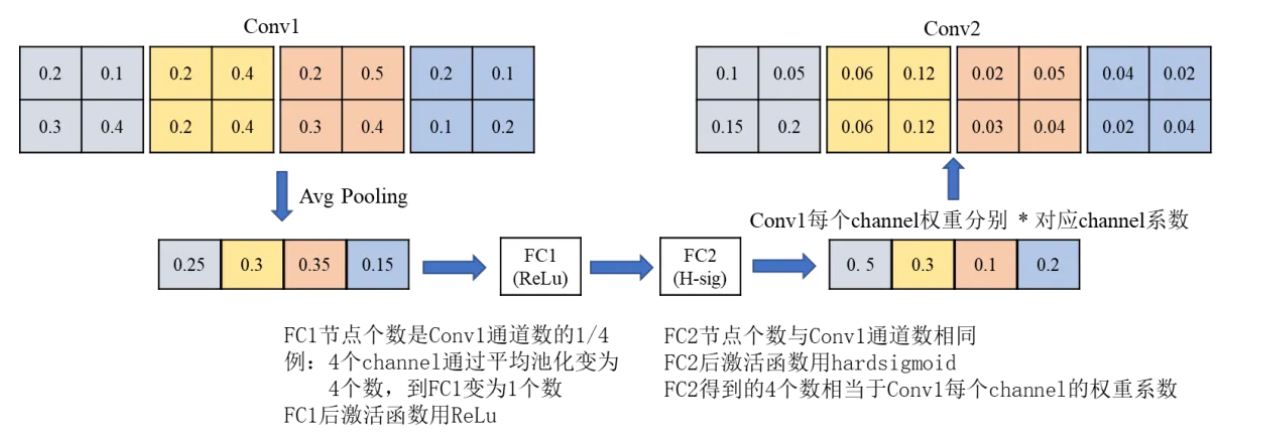 Conv1
Conv2
0.2 0.1 0.2 0.4 0.2 0.5 0.2 0.1
0.3 0.4 0.2 0.4 0.3 0.4 0.1 0.2
0.1 0.05 0.06 0.12 0.02 0.05 0.04 0.02
0.15 0.2 0.06 0.12 0.03 0.04 0.02 0.04
Avg Pooling
Conv1每个channel权重分别 * 对应channel系数
0.25 0.3 0.35 0.15
FC1
(ReLu)
FC2
(H-sig)
0. 5 0.3 0.1 0.2
FC1节点个数是Conv1通道数的1/4
例：4个channel通过平均池化变为
4个数，到FC1变为1个数
FC1后激活函数用ReLu
FC2节点个数与Conv1通道数相同
FC2后激活函数用hardsigmoid
FC2得到的4个数相当于Conv1每个channel的权重系数